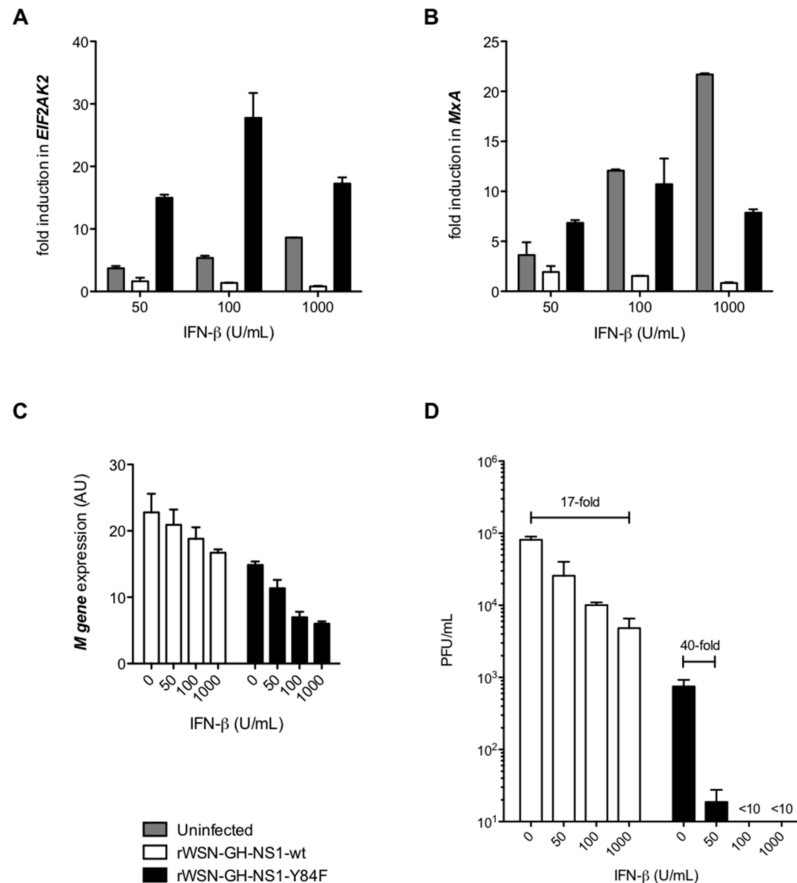 A
fold induction in EIF2AK2
40
30
20
10
0
50
100
1000
IFN-β (U/mL)
B
fold induction in MxA
25
20
15
10
5
0
50
100
1000
IFN-β (U/mL)
C
M gene expression (AU)
30
20
10
0
0
50
100
1000
0
50
100
1000
IFN-β (U/mL)
D
PFU/mL
10⁶
10⁵
10⁴
10³
10²
10¹
17-fold
40-fold
<10
<10
0
50
100
1000
0
50
100
1000
IFN-β (U/mL)
Uninfected
rWSN-GH-NS1-wt
rWSN-GH-NS1-Y84F